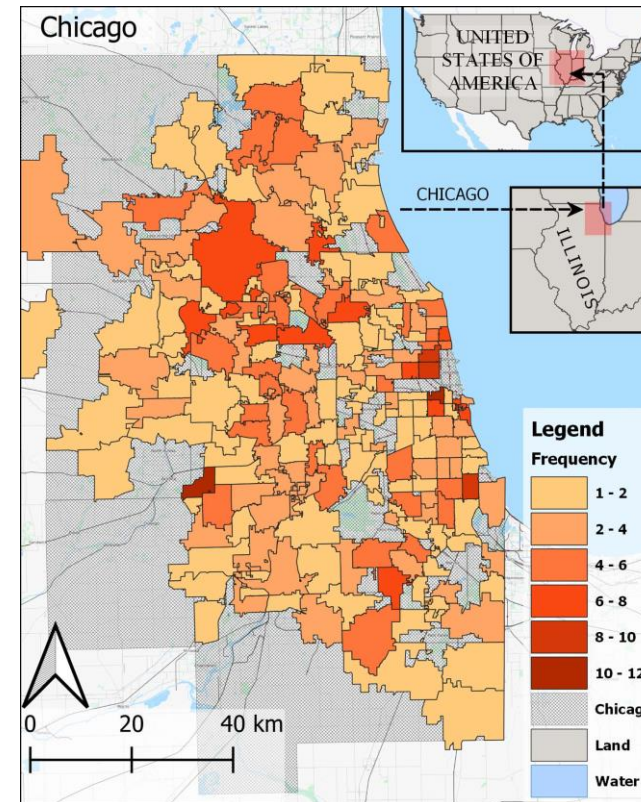 Chicago
UNITED
STATES OF
AMERICA
CHICAGO
ILLINOIS
Legend
Frequency
1 - 2
2 - 4
4 - 6
6 - 8
8 - 10
10 - 12
Chicag
Land
Water
0 20 40 km